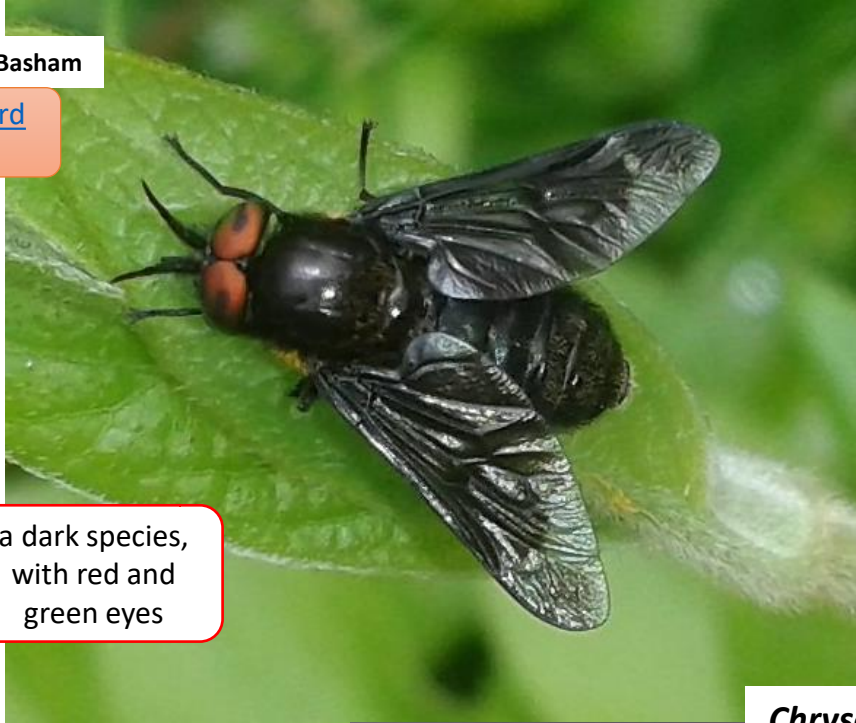 Basham
rd
a dark species,
with red and
green eyes
Chrys